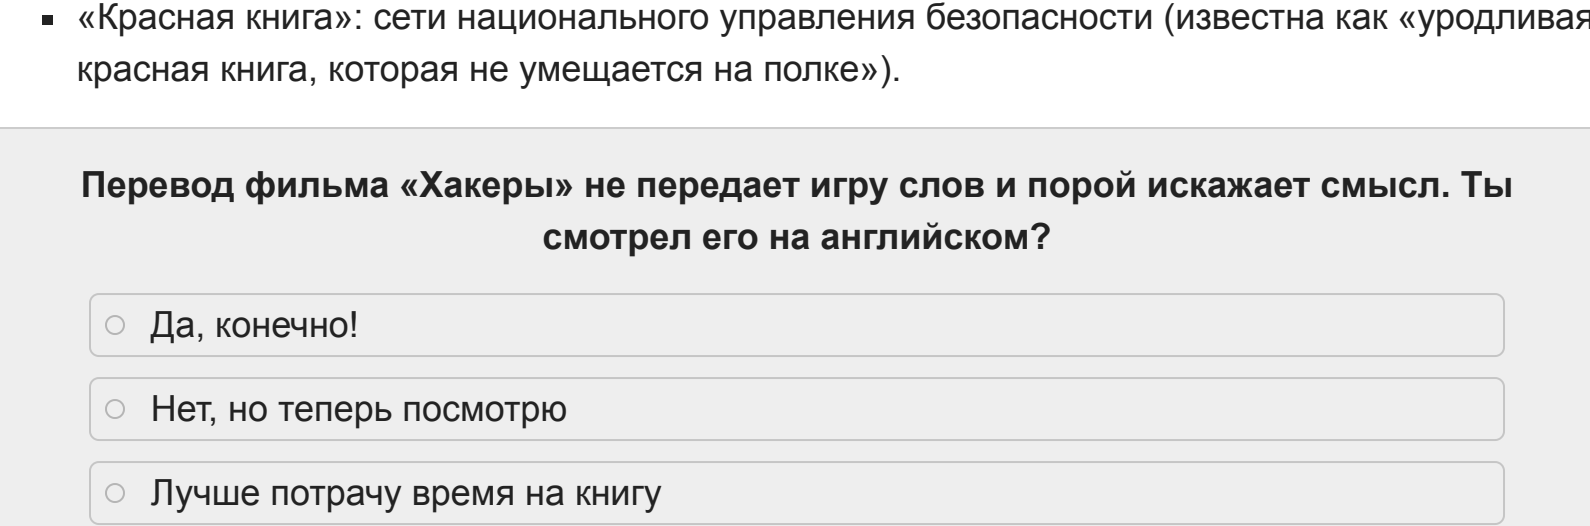 «Красная книга»: сети национального управления безопасности (известна как «уродливая
красная книга, которая не умещается на полке»).
Перевод фильма «Хакеры» не передает игру слов и порой искажает смысл. Ты
смотрел его на английском?
Да, конечно!
Нет, но теперь посмотрю
Лучше потрачу время на книгу